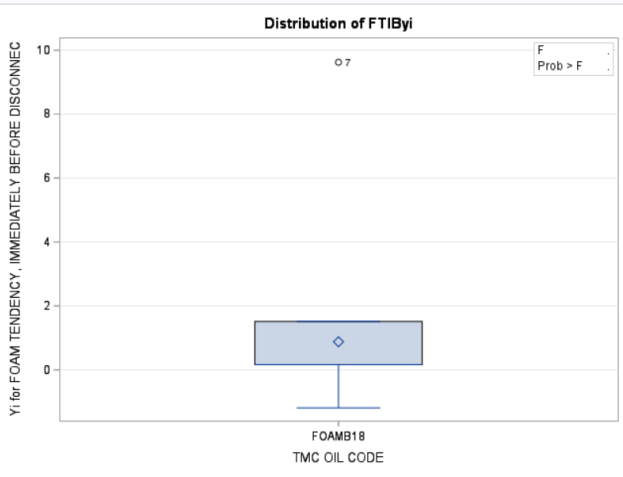 Distribution of FTIByi
Yi for FOAM TENDENCY, IMMEDIATELY BEFORE DISCONNEC
10
8
6
4
2
0
7
F .
Prob > F .
FOAMB18
TMC OIL CODE